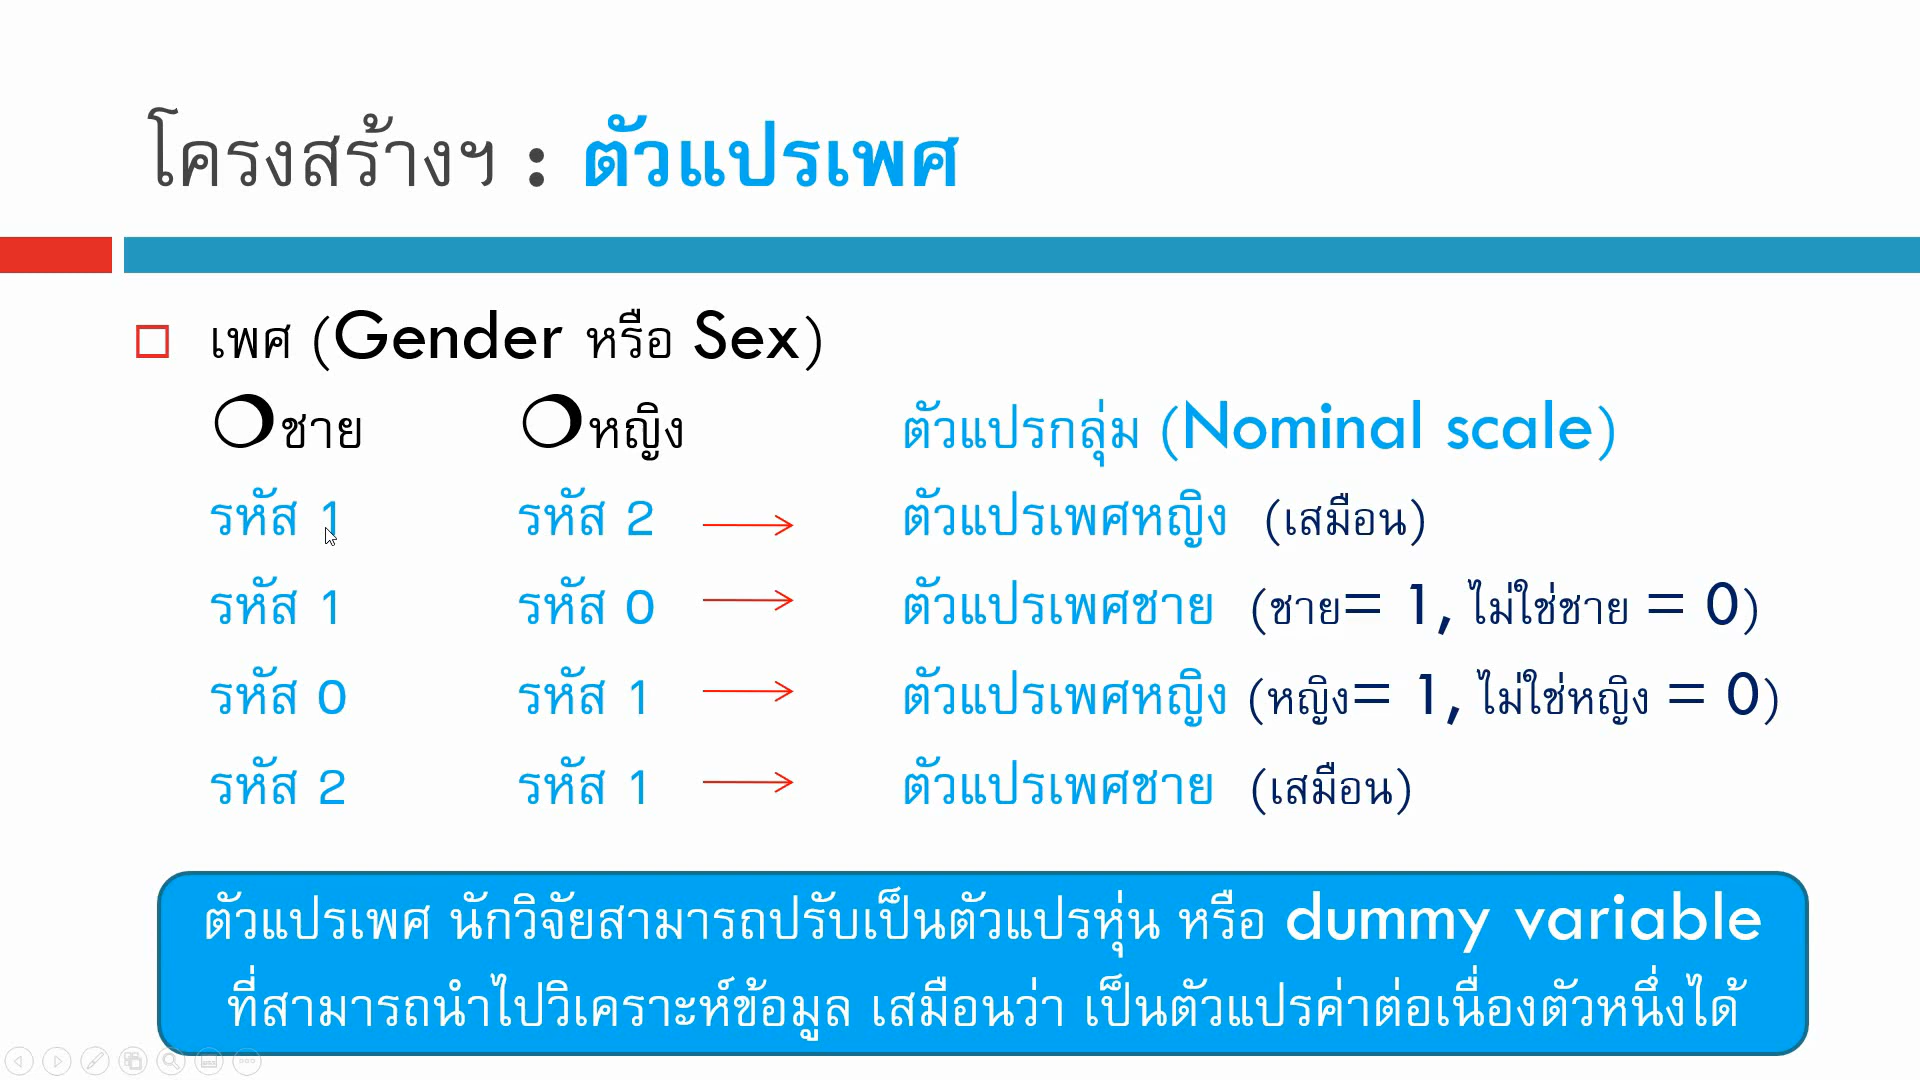 โครงสร้างฯ : ตัวแปรเพศ
เพศ (Gender หรือ Sex)
ชาย หญิง ตัวแปรกลุ่ม (Nominal scale)
รหัส 1 รหัส 2 ตัวแปรเพศหญิง (เสมือน)
รหัส 1 รหัส 0 ตัวแปรเพศชาย (ชาย= 1, ไม่ใช่ชาย = 0)
รหัส 0 รหัส 1 ตัวแปรเพศหญิง (หญิง= 1, ไม่ใช่หญิง = 0)
รหัส 2 รหัส 1 ตัวแปรเพศชาย (เสมือน)
ตัวแปรเพศ นักวิจัยสามารถปรับเป็นตัวแปรหุ่น หรือ dummy variable
ที่สามารถนำไปวิเคราะห์ข้อมูล เสมือนว่า เป็นตัวแปรค่าต่อเนื่องตัวหนึ่งได้